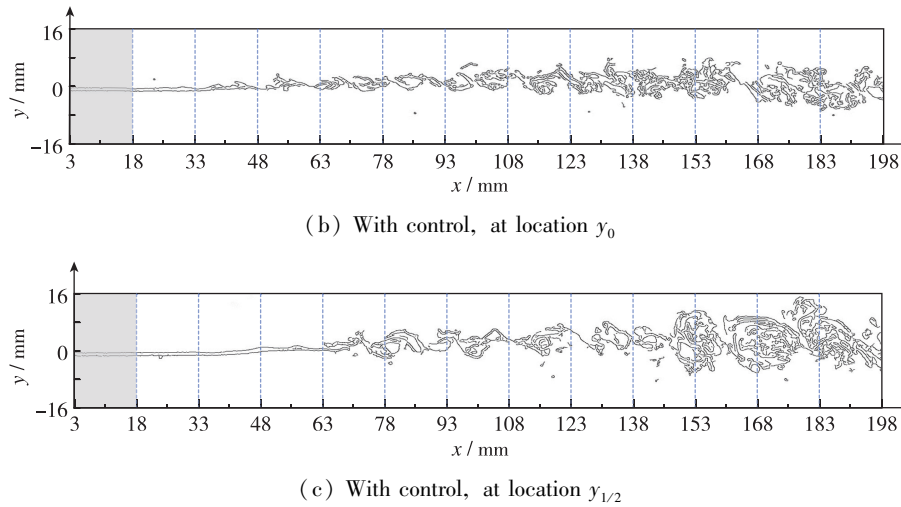 16
y / mm
0
−16
3 18 33 48 63 78 93 108 123 138 153 168 183 198
x / mm
(b) With control, at location y₀
16
y / mm
0
−16
3 18 33 48 63 78 93 108 123 138 153 168 183 198
x / mm
(c) With control, at location y₁/₂